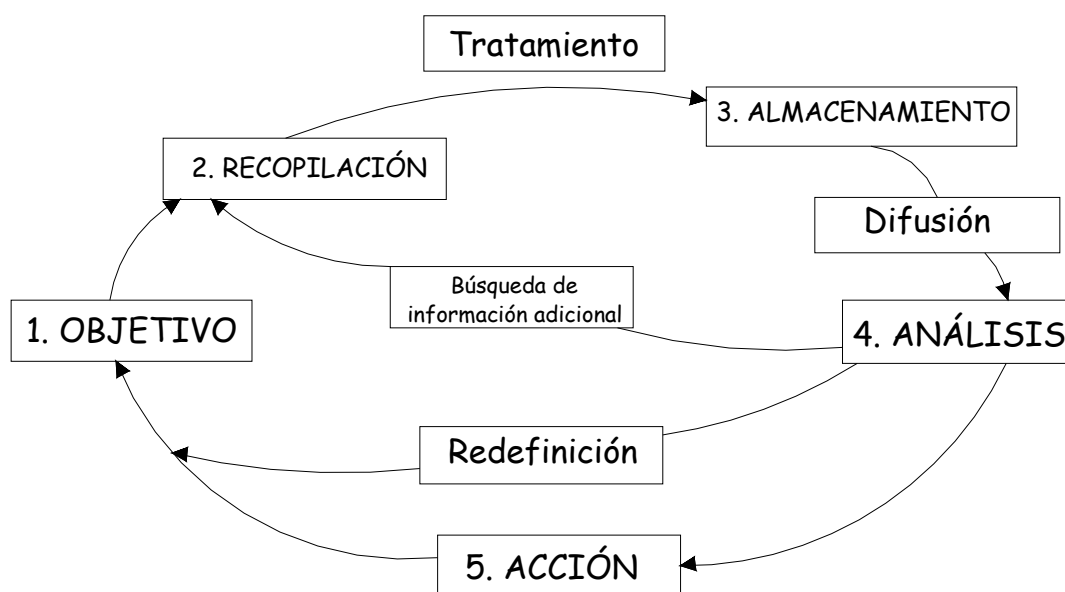 Tratamiento
3. ALMACENAMIENTO
2. RECOPILACIÓN
Difusión
Búsqueda de
información adicional
1. OBJETIVO
4. ANÁLISIS
Redefinición
5. ACCIÓN